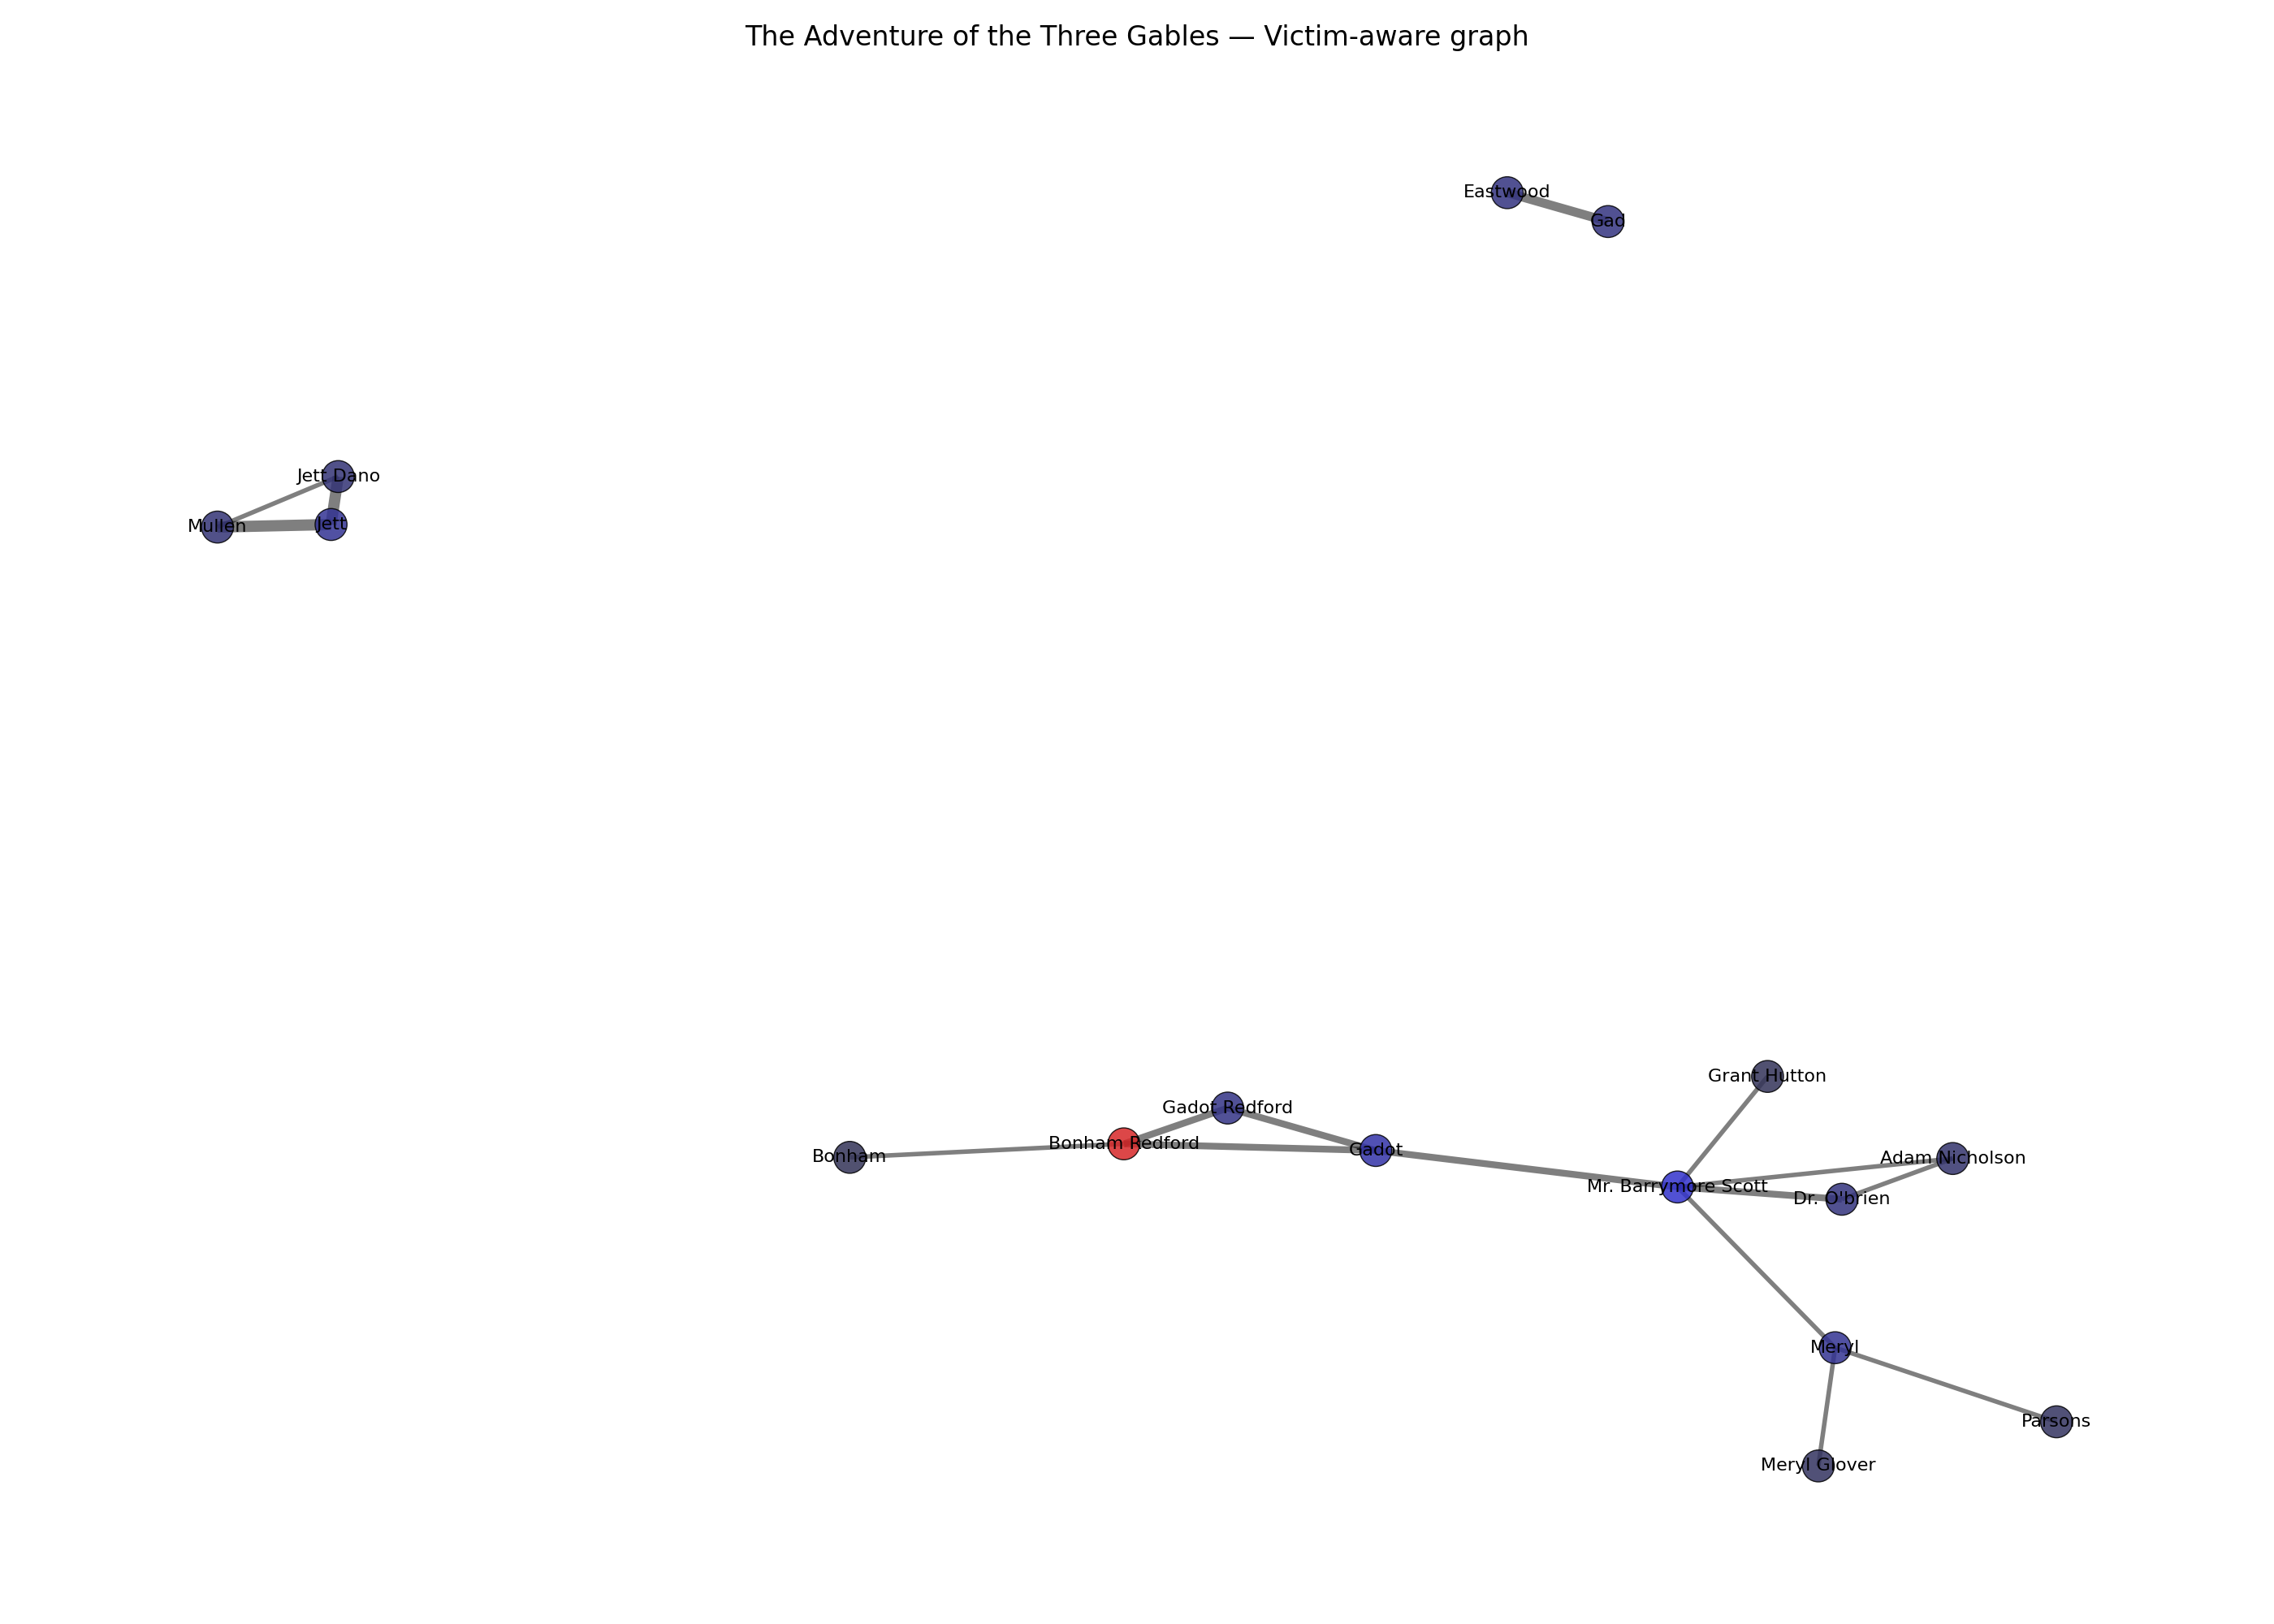 The Adventure of the Three Gables — Victim-aware graph
Eastwood
Gad
Jett Dano
Mullen
Jett
Grant Hutton
Gadot Redford
Bonham Redford
Gadot
Bonham
Adam Nicholson
Mr. Barrymore Scott
Dr. O'brien
Meryl
Parsons
Meryl Glover